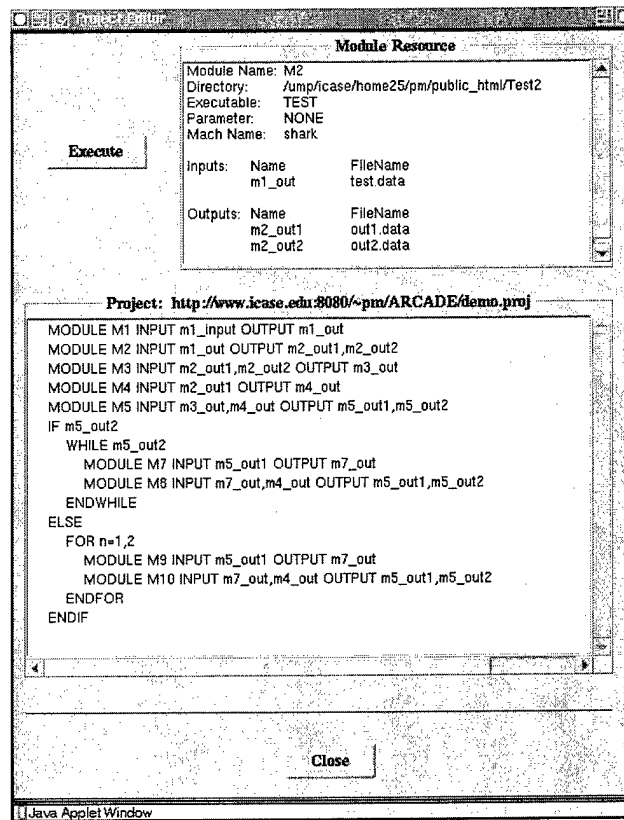 Project Editor
Module Resource
Module Name: M2
Directory: /ump/icase/home25/pm/public_html/Test2
Executable: TEST
Parameter: NONE
Mach Name: shark
Inputs: Name FileName
m1_out test.data
Outputs: Name FileName
m2_out1 out1.data
m2_out2 out2.data
Execute
Project: http://www.icase.edu:8080/~pm/ARCADE/demo.proj
MODULE M1 INPUT m1_input OUTPUT m1_out
MODULE M2 INPUT m1_out OUTPUT m2_out1,m2_out2
MODULE M3 INPUT m2_out1,m2_out2 OUTPUT m3_out
MODULE M4 INPUT m2_out1 OUTPUT m4_out
MODULE M5 INPUT m3_out,m4_out OUTPUT m5_out1,m5_out2
IF m5_out2
WHILE m5_out2
MODULE M7 INPUT m5_out1 OUTPUT m7_out
MODULE M8 INPUT m7_out,m4_out OUTPUT m5_out1,m5_out2
ENDWHILE
ELSE
FOR n=1,2
MODULE M9 INPUT m5_out1 OUTPUT m7_out
MODULE M10 INPUT m7_out,m4_out OUTPUT m5_out1,m5_out2
ENDFOR
ENDIF
Close
Java Applet Window